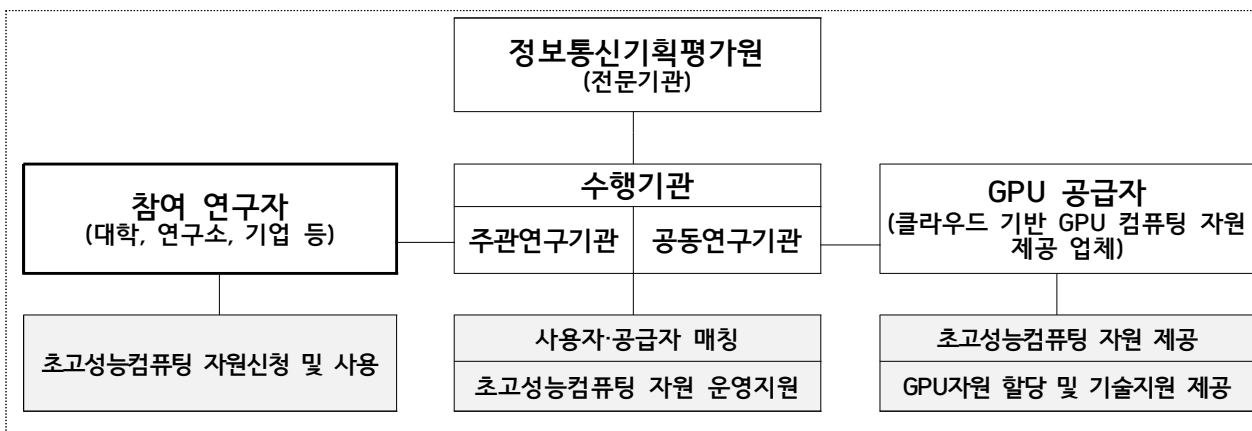 정보통신기획평가원
(전문기관)
참여 연구자
(대학, 연구소, 기업 등)
수행기관
주관연구기관
공동연구기관
GPU 공급자
(클라우드 기반 GPU 컴퓨팅 자원
제공 업체)
초고성능컴퓨팅 자원신청 및 사용
사용자·공급자 매칭
초고성능컴퓨팅 자원 운영지원
초고성능컴퓨팅 자원 제공
GPU자원 할당 및 기술지원 제공